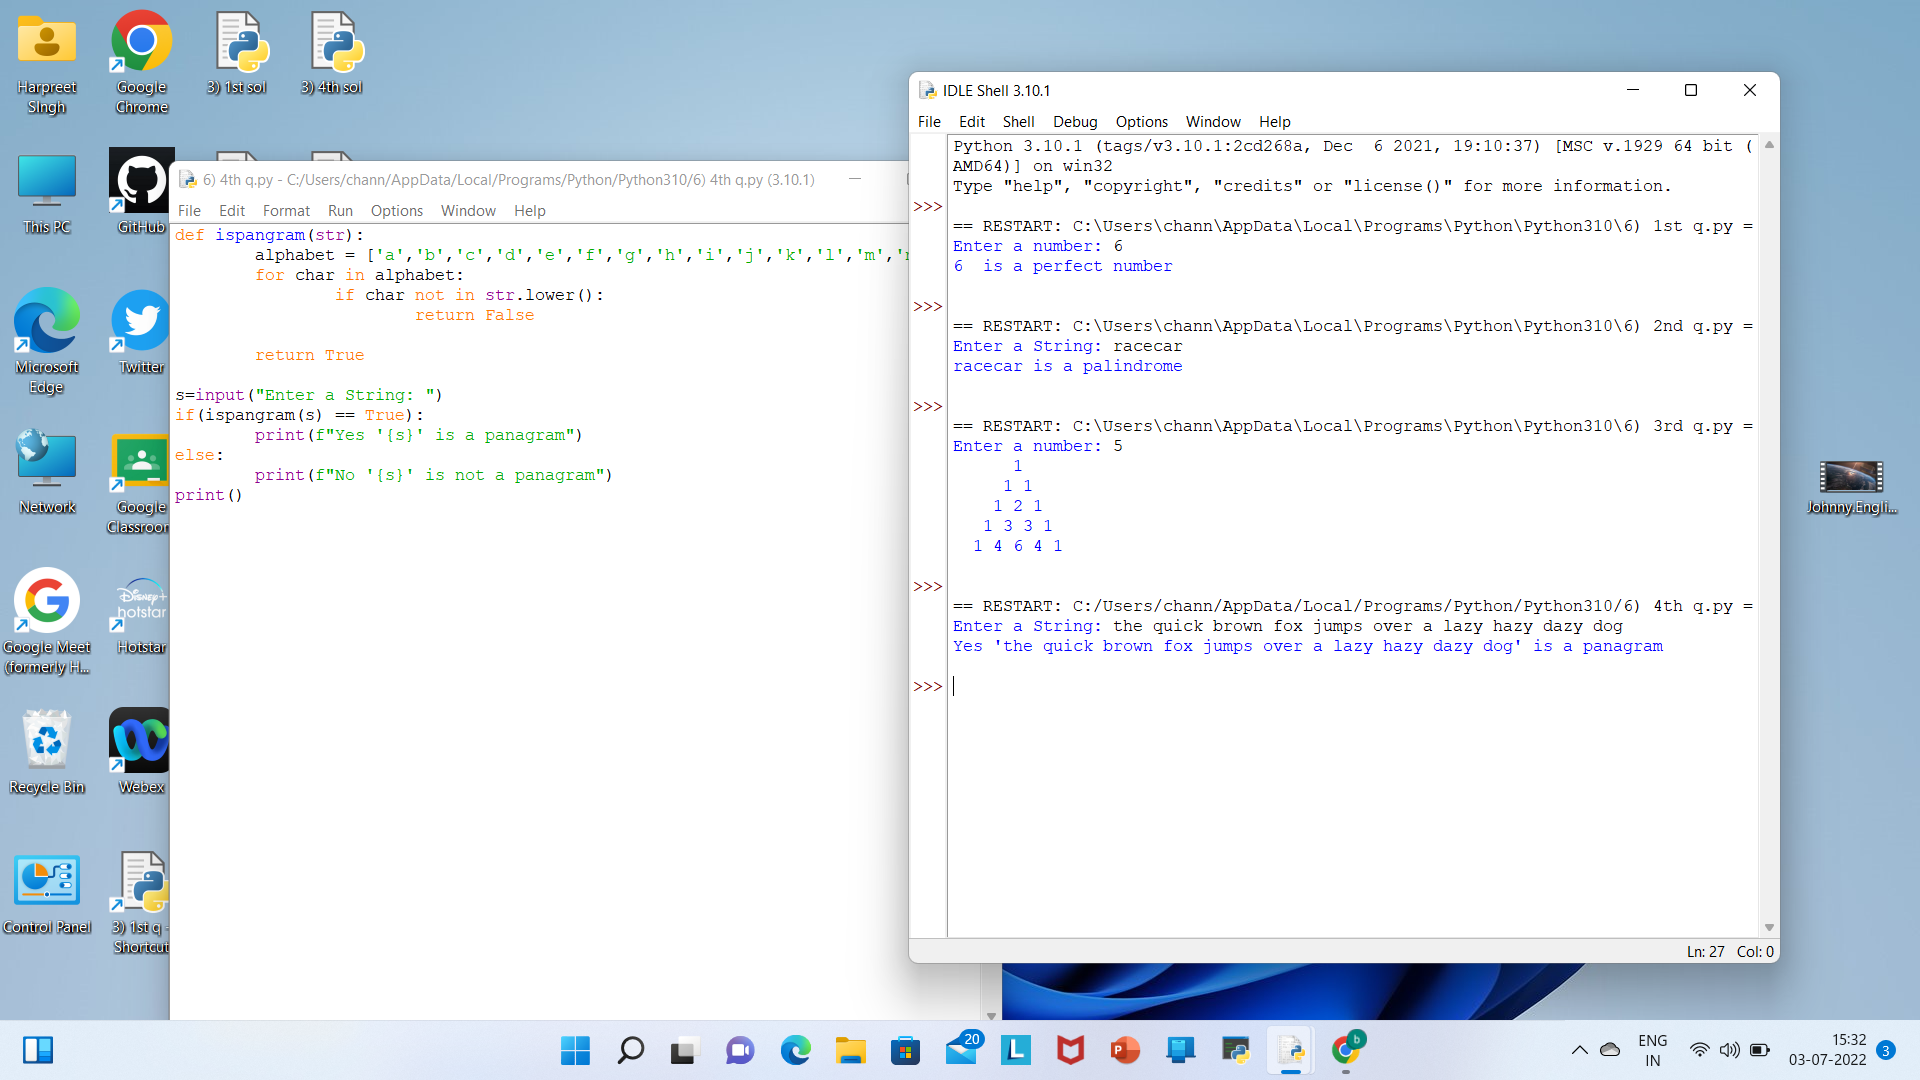 Harpreet
SIngh
Google
Chrome
3) 1st sol
3) 4th sol
This PC
GitHub
Microsoft
Edge
Twitter
Network
Google
Classroom
Google Meet
(formerly H...
Disney+
hotstar
Hotstar
Recycle Bin
Webex
Control Panel
3) 1st q -
Shortcut
Johnny.Engli...
6) 4th q.py - C:/Users/chann/AppData/Local/Programs/Python/Python310/6) 4th q.py (3.10.1)
File Edit Format Run Options Window Help
def ispangram(str):
        alphabet = ['a','b','c','d','e','f','g','h','i','j','k','l','m','
        for char in alphabet:
                if char not in str.lower():
                        return False
        return True
s=input("Enter a String: ")
if(ispangram(s) == True):
        print(f"Yes '{s}' is a panagram")
else:
        print(f"No '{s}' is not a panagram")
print()
IDLE Shell 3.10.1
File Edit Shell Debug Options Window Help
Python 3.10.1 (tags/v3.10.1:2cd268a, Dec  6 2021, 19:10:37) [MSC v.1929 64 bit (
AMD64)] on win32
Type "help", "copyright", "credits" or "license()" for more information.
>>>
== RESTART: C:\Users\chann\AppData\Local\Programs\Python\Python310\6) 1st q.py =
Enter a number: 6
6  is a perfect number
>>>
== RESTART: C:\Users\chann\AppData\Local\Programs\Python\Python310\6) 2nd q.py =
Enter a String: racecar
racecar is a palindrome
>>>
== RESTART: C:\Users\chann\AppData\Local\Programs\Python\Python310\6) 3rd q.py =
Enter a number: 5
      1
     1 1
    1 2 1
   1 3 3 1
  1 4 6 4 1
>>>
== RESTART: C:/Users/chann/AppData/Local/Programs/Python/Python310/6) 4th q.py =
Enter a String: the quick brown fox jumps over a lazy hazy dazy dog
Yes 'the quick brown fox jumps over a lazy hazy dazy dog' is a panagram
>>>
Ln: 27 Col: 0
20
L
P
b
ENG
IN
15:32
03-07-2022
3